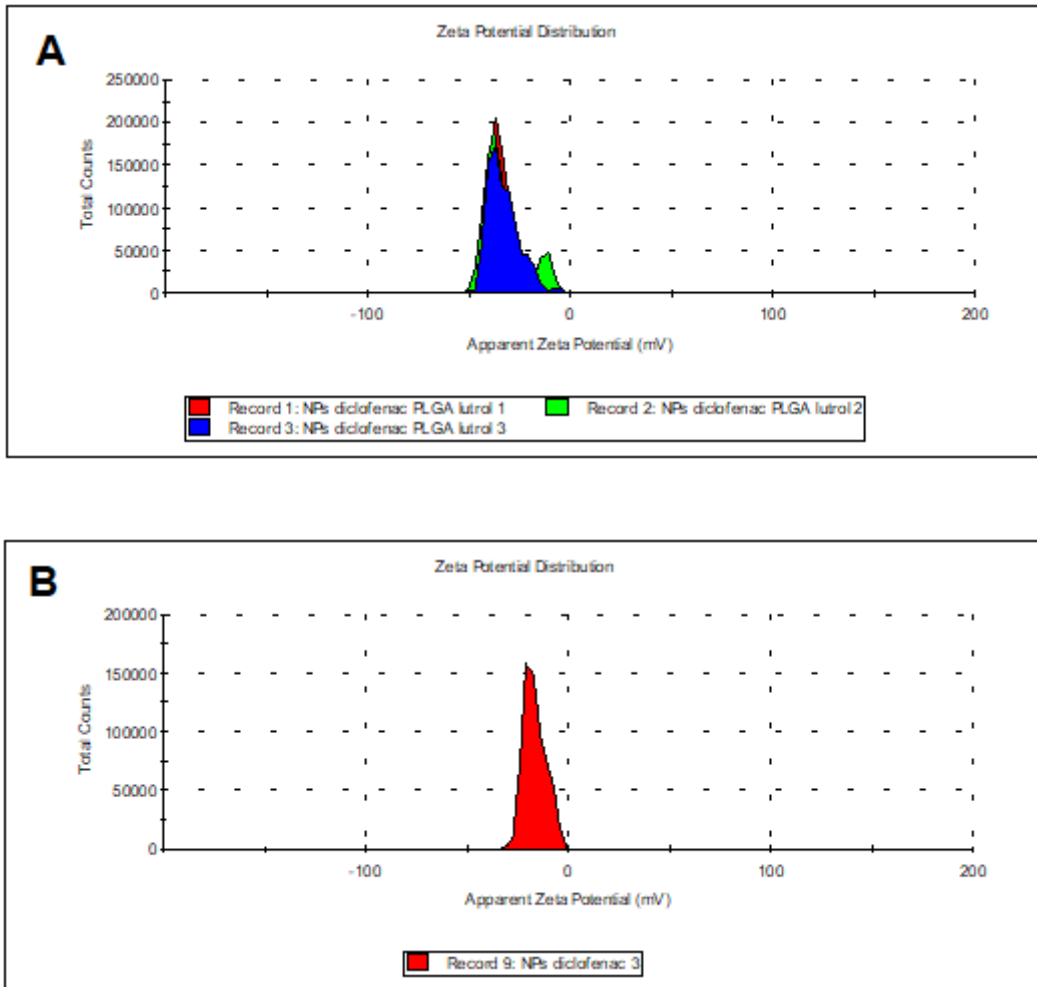 A
Zeta Potential Distribution
250000
200000
150000
100000
50000
0
Total Counts
-100 0 100 200
Apparent Zeta Potential (mV)
Record 1: NPs diclofenac PLGA lutrol 1 Record 2: NPs diclofenac PLGA lutrol 2
Record 3: NPs diclofenac PLGA lutrol 3
B
Zeta Potential Distribution
200000
150000
100000
50000
0
Total Counts
-100 0 100 200
Apparent Zeta Potential (mV)
Record 9: NPs diclofenac 3